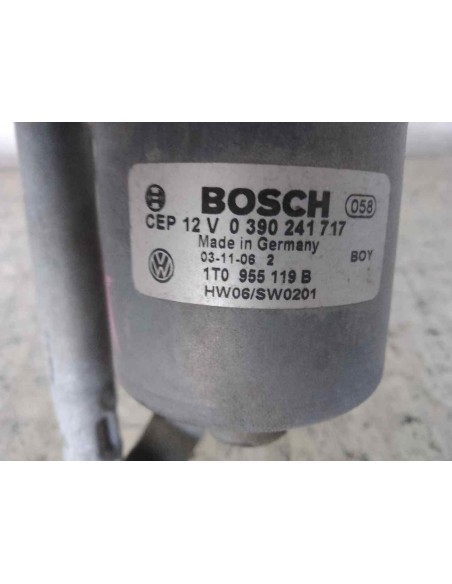 BOSCH 058
CEP 12 V 0 390 241 717
Made in Germany
03-11-06 2 BOY
1T0 955 119 B
HW06/SW0201